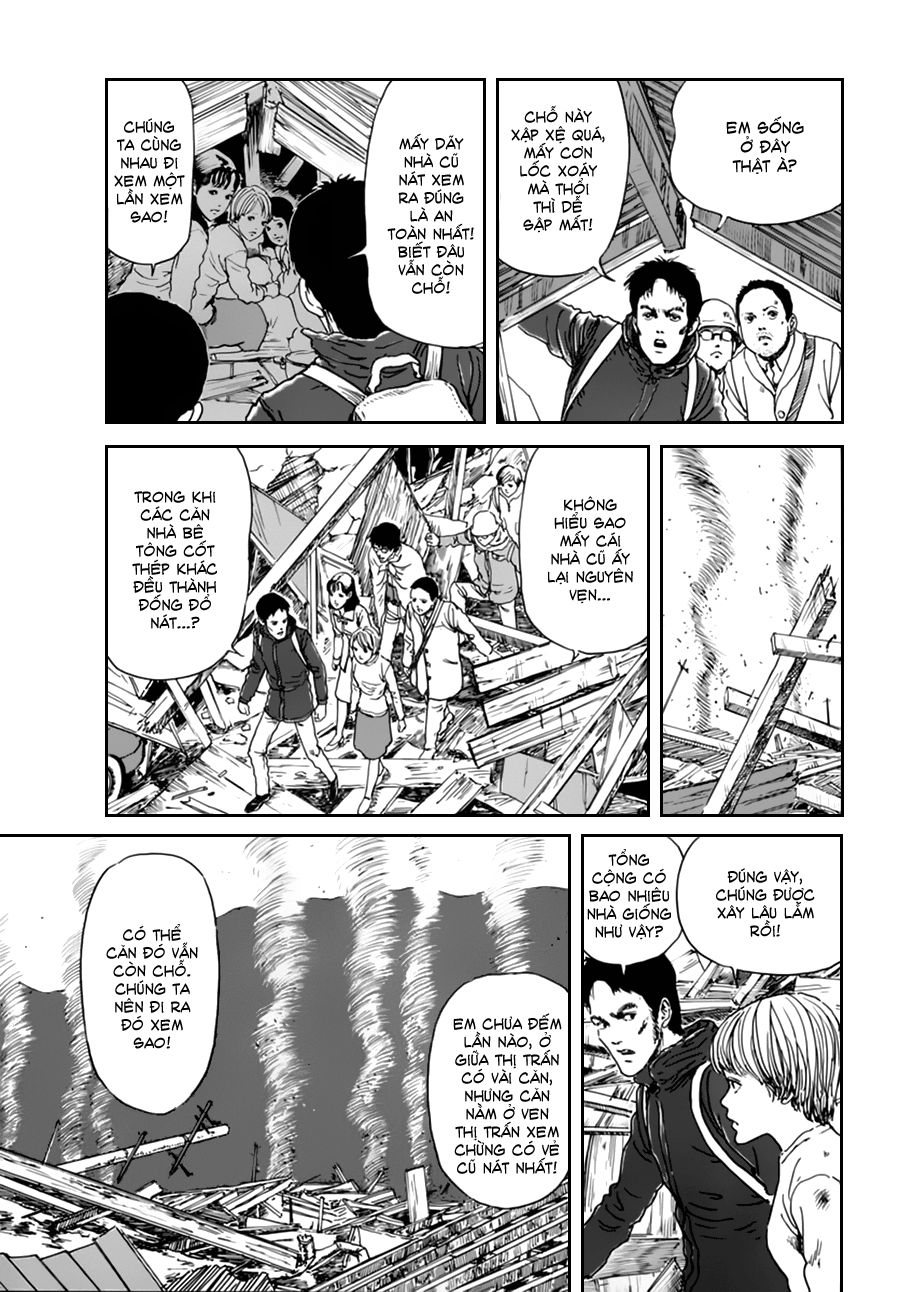 EM SỐNG
Ở ĐÂY
THẬT À?
CHỖ NÀY
XẬP XỆ QUÁ,
MẤY CƠN
LỐC XOÁY
MÀ THỔI
THÌ DỄ
SẬP MẤT!
MẤY DÃY
NHÀ CŨ
NÁT XEM
RA ĐÚNG
LÀ AN
TOÀN NHẤT!
BIẾT ĐÂU
VẪN CÒN
CHỖ!
CHÚNG
TA CÙNG
NHAU ĐI
XEM MỘT
LẦN XEM
SAO!
KHÔNG
HIỂU SAO
MẤY CÁI
NHÀ CŨ ẤY
LẠI NGUYÊN
VẸN...
TRONG KHI
CÁC CĂN
NHÀ BÊ
TÔNG CỐT
THÉP KHÁC
ĐỀU THÀNH
ĐỐNG ĐỔ
NÁT...?
ĐÚNG VẬY,
CHÚNG ĐƯỢC
XÂY LÂU LẮM
RỒI!
TỔNG
CỘNG CÓ
BAO NHIÊU
NHÀ GIỐNG
NHƯ VẬY?
EM CHƯA ĐẾM
LẦN NÀO, Ở
GIỮA THỊ TRẤN
CÓ VÀI CĂN,
NHƯNG CĂN
NẰM Ở VEN
THỊ TRẤN XEM
CHỪNG CÓ VẺ
CŨ NÁT NHẤT!
CÓ THỂ
CĂN ĐÓ VẪN
CÒN CHỖ.
CHÚNG TA
NÊN ĐI RA
ĐÓ XEM
SAO!